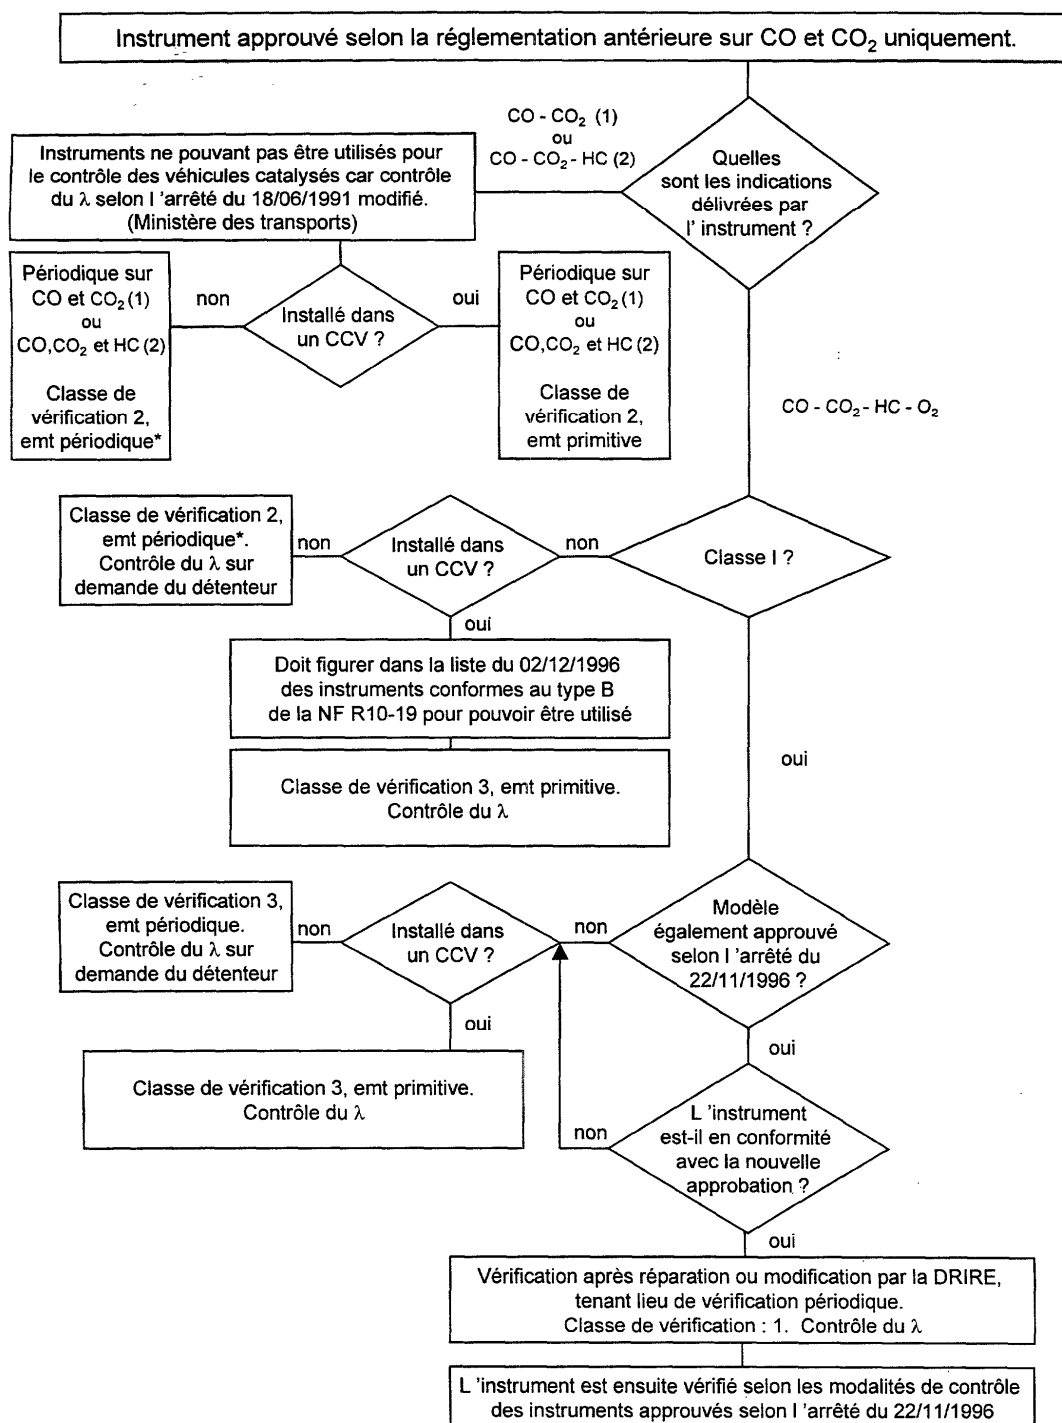 Instrument approuvé selon la réglementation antérieure sur CO et CO₂ uniquement.
CO - CO₂ (1)
ou
CO - CO₂ - HC (2)
Quelles
sont les indications
délivrées par
l' instrument ?
Instruments ne pouvant pas être utilisés pour
le contrôle des véhicules catalysés car contrôle
du λ selon l 'arrêté du 18/06/1991 modifié.
(Ministère des transports)
Périodique sur
CO et CO₂ (1)
ou
CO,CO₂ et HC (2)
Classe de
vérification 2,
emt périodique*
non
Installé dans
un CCV ?
oui
Périodique sur
CO et CO₂ (1)
ou
CO,CO₂ et HC (2)
Classe de
vérification 2,
emt primitive
CO - CO₂ - HC - O₂
Classe de vérification 2,
emt périodique*.
Contrôle du λ sur
demande du détenteur
non
Installé dans
un CCV ?
non
Classe I ?
oui
Doit figurer dans la liste du 02/12/1996
des instruments conformes au type B
de la NF R10-19 pour pouvoir être utilisé
Classe de vérification 3, emt primitive.
Contrôle du λ
oui
Classe de vérification 3,
emt périodique.
Contrôle du λ sur
demande du détenteur
non
Installé dans
un CCV ?
non
Modèle
également approuvé
selon l 'arrêté du
22/11/1996 ?
oui
Classe de vérification 3, emt primitive.
Contrôle du λ
oui
non
L 'instrument
est-il en conformité
avec la nouvelle
approbation ?
oui
Vérification après réparation ou modification par la DRIRE,
tenant lieu de vérification périodique.
Classe de vérification : 1. Contrôle du λ
L 'instrument est ensuite vérifié selon les modalités de contrôle
des instruments approuvés selon l 'arrêté du 22/11/1996